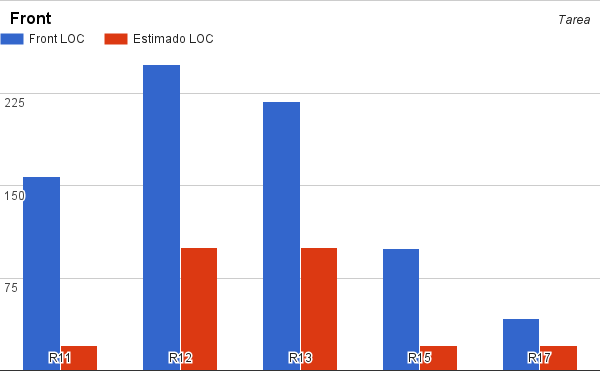 Front
Tarea
Front LOC
Estimado LOC
225
150
75
R11
R12
R13
R15
R17